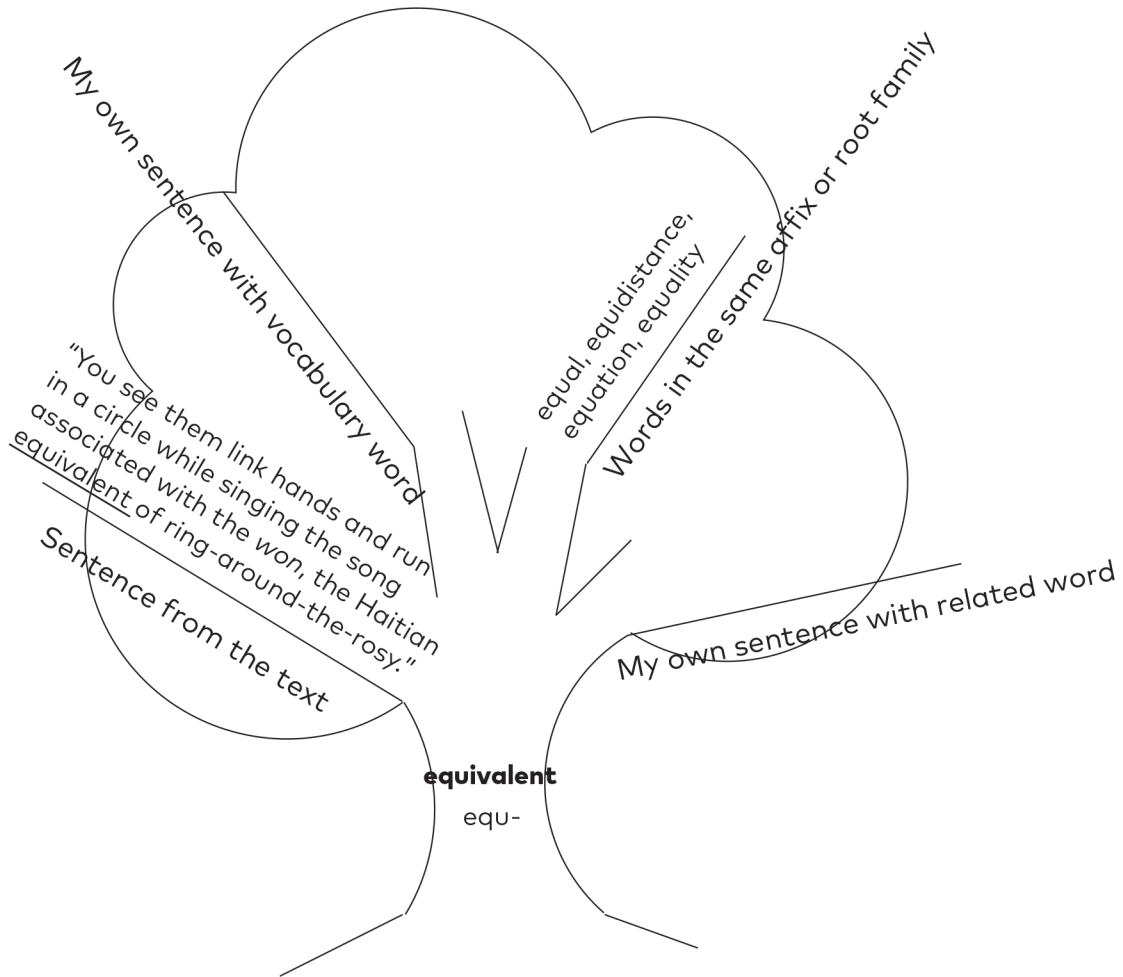 My own sentence with vocabulary word
equal, equidistance,
equation, equality
Words in the same affix or root family
"You see them link hands and run
in a circle while singing the song
associated with the won, the Haitian
equivalent of ring-around-the-rosy."
Sentence from the text
My own sentence with related word
equivalent
equ-